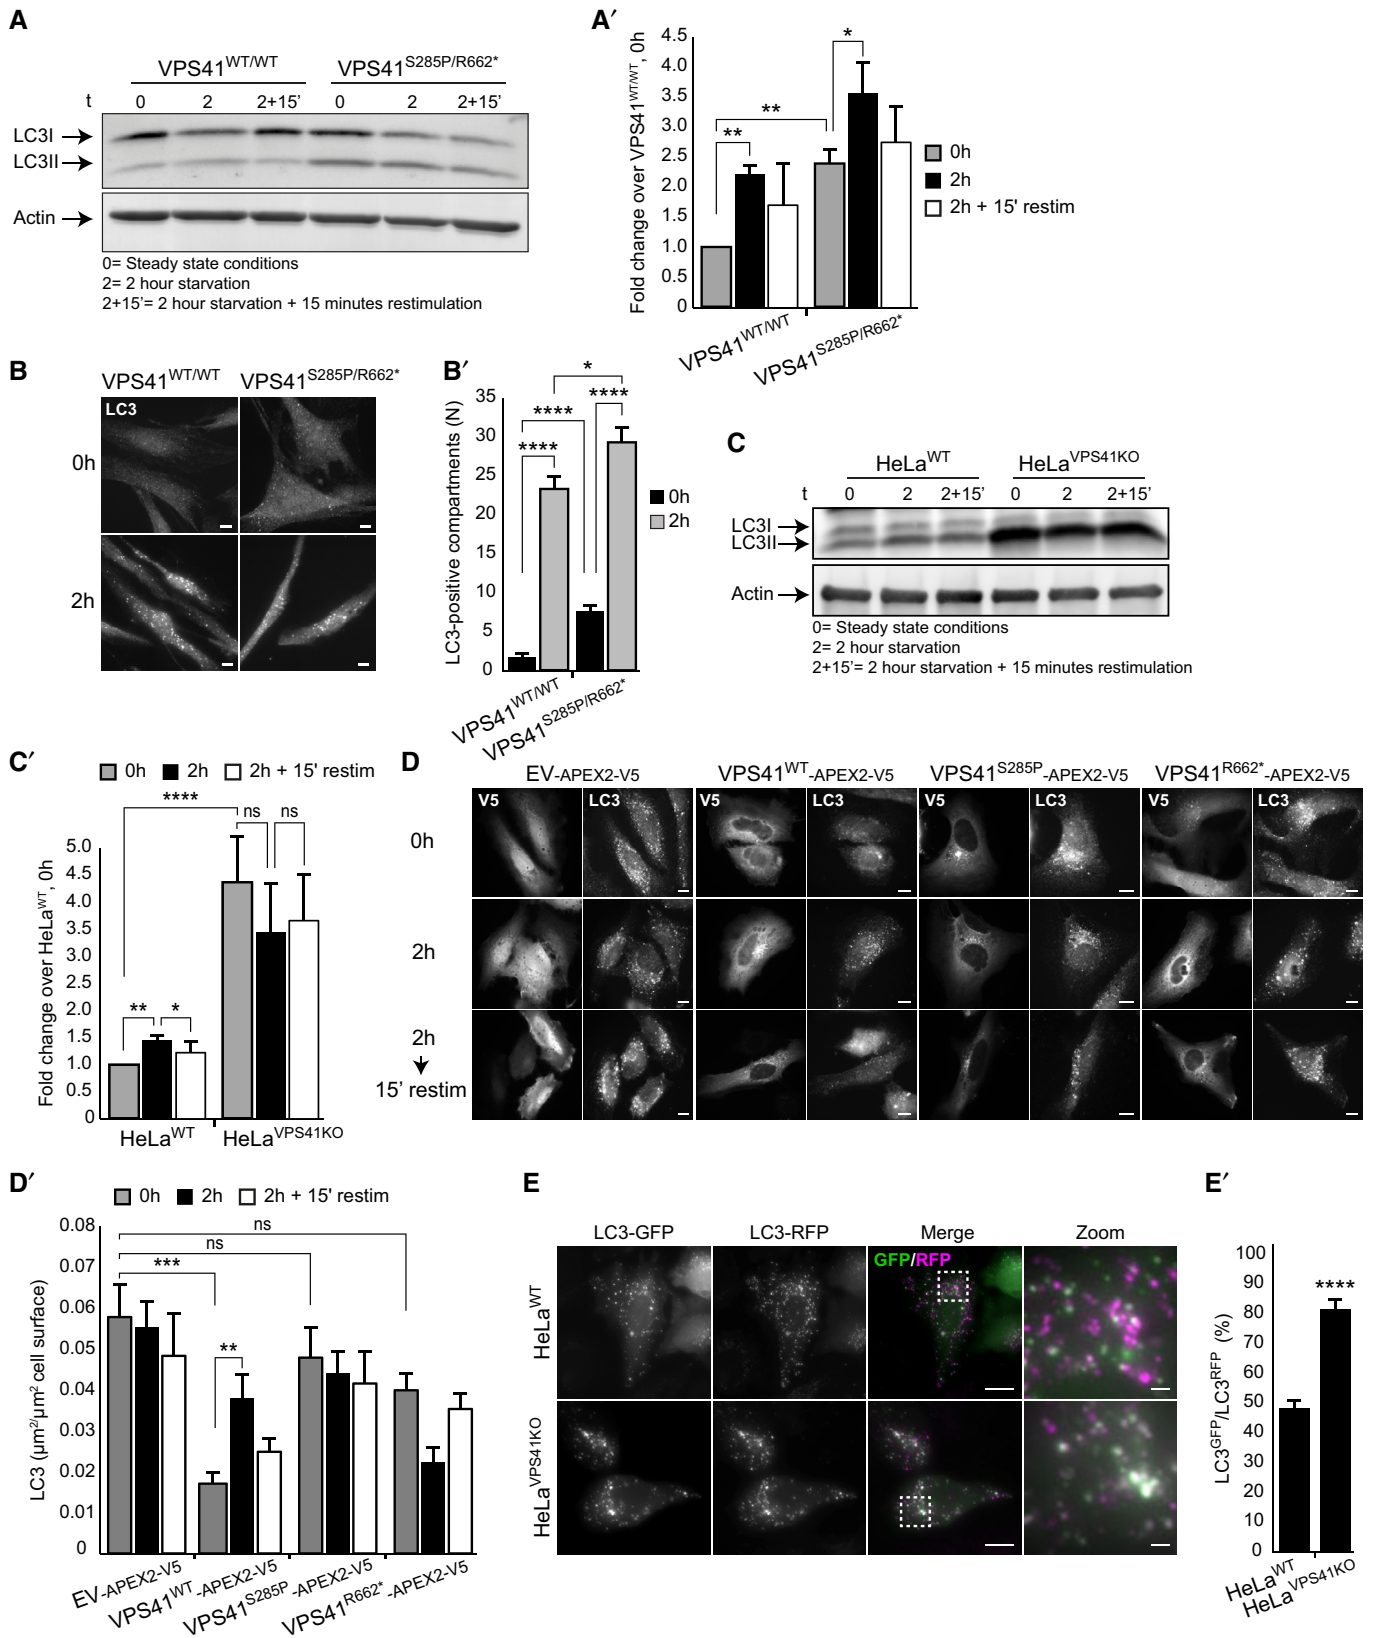 A
VPS41WT/WT VPS41S285P/R662*
t 0 2 2+15’ 0 2 2+15’
LC3I
LC3II
Actin
0= Steady state conditions
2= 2 hour starvation
2+15’= 2 hour starvation + 15 minutes restimulation
A′
Fold change over VPS41WT/WT, 0h
4.5
4.0
3.5
3.0
2.5
2.0
1.5
1.0
0.5
0
** ** *
0h
2h
2h + 15' restim
VPS41WT/WT
VPS41S285P/R662*
B
VPS41WT/WT VPS41S285P/R662*
LC3
0h
2h
B′
LC3-positive compartments (N)
35
30
25
20
15
10
5
0
*
**** ****
****
0h
2h
VPS41WT/WT
VPS41S285P/R662*
C
HeLaWT HeLaVPS41KO
t 0 2 2+15’ 0 2 2+15’
LC3I
LC3II
Actin
0= Steady state conditions
2= 2 hour starvation
2+15’= 2 hour starvation + 15 minutes restimulation
C′
0h 2h 2h + 15' restim
Fold change over HeLaWT, 0h
5.0
4.5
4.0
3.5
3.0
2.5
2.0
1.5
1.0
0.5
0
****
ns ns
** *
HeLaWT HeLaVPS41KO
D
EV-APEX2-V5 VPS41WT-APEX2-V5 VPS41S285P-APEX2-V5 VPS41R662*-APEX2-V5
V5 LC3 V5 LC3 V5 LC3 V5 LC3
0h
2h
2h
15’ restim
D′
0h 2h 2h + 15' restim
LC3 (µm2/µm2 cell surface)
0.08
0.07
0.06
0.05
0.04
0.03
0.02
0.01
0
ns
ns
***
**
EV-APEX2-V5
VPS41WT-APEX2-V5
VPS41S285P-APEX2-V5
VPS41R662*-APEX2-V5
E
LC3-GFP LC3-RFP Merge Zoom
GFP/RFP
HeLaWT
HeLaVPS41KO
E′
LC3GFP/LC3RFP (%)
100
90
80
70
60
50
40
30
20
10
0
****
HeLaWT
HeLaVPS41KO